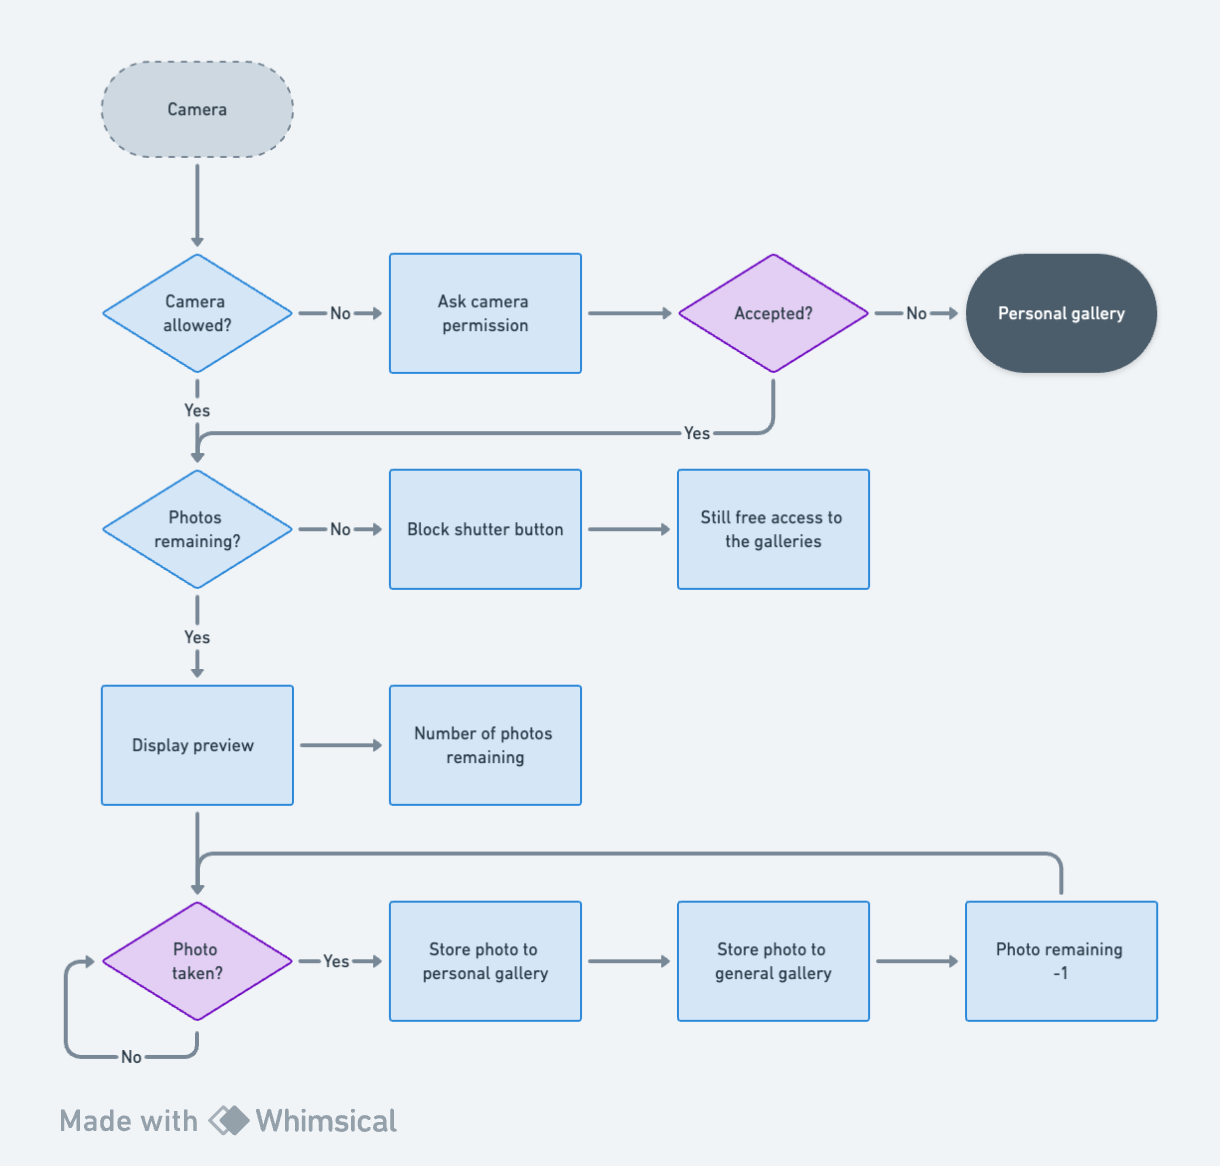 Camera
Camera
allowed?
No
Ask camera
permission
Accepted?
No
Personal gallery
Yes
Yes
Photos
remaining?
No
Block shutter button
Still free access to
the galleries
Yes
Display preview
Number of photos
remaining
Photo
taken?
Yes
Store photo to
personal gallery
Store photo to
general gallery
Photo remaining
-1
No
Made with Whimsical